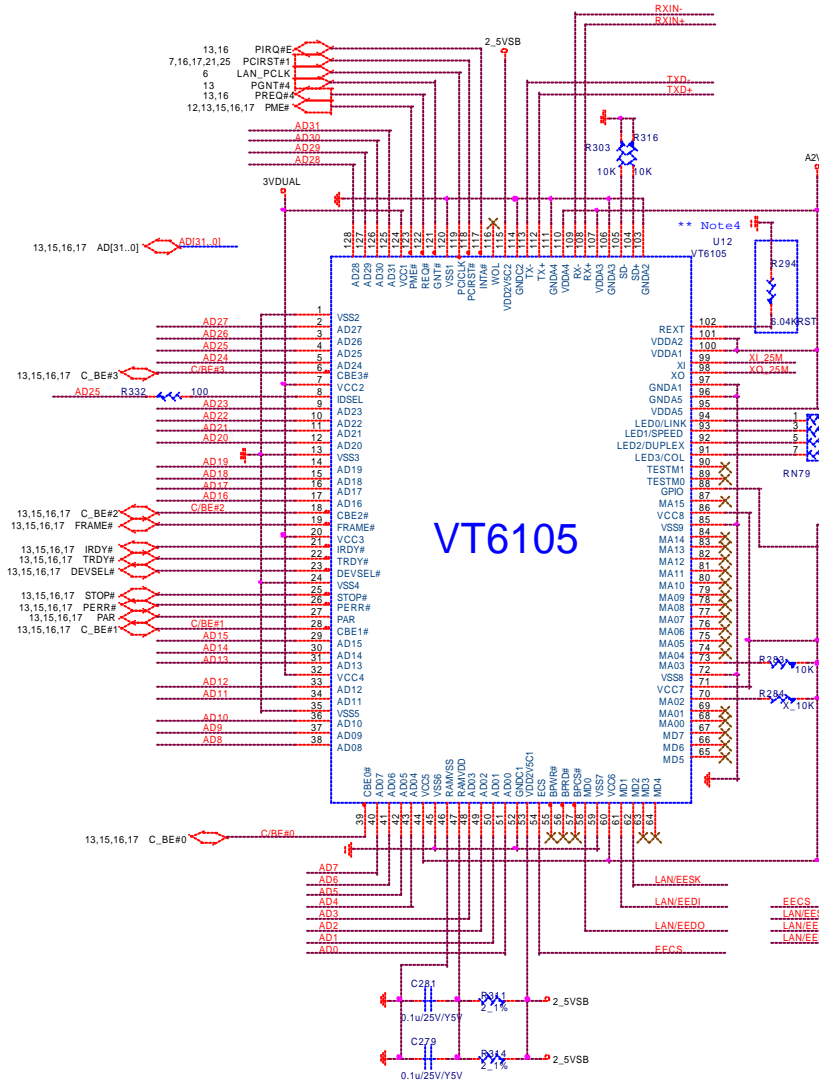 RXIN-
RXIN+
13,16 PIRQ#E
7,16,17,21,25 PCIRST#1
6 LAN_PCLK
13 PGNT#4
13,16 PREQ#4
12,13,15,16,17 PME#
2_5VSB
TXD-
TXD+
AD31
AD30
AD29
AD28
R303
R316
10K 10K
3VDUAL
13,15,16,17 AD[31..0] AD[31..0]
** Note4
U12
VT6105
R294
6.04KRST
128 127 126 125 124 123 122 121 120 119 118 117 116 115 114 113 112 111 110 109 108 107 106 105 104 103
AD28 AD29 AD30 AD31 VCC1 PME# REQ# GNT# VSS1 PCICLK PCIRST# INTA# WOL VDD2V5C2 GNDC2 TX- TX+ GNDA4 VDDA4 RX- RX+ VDDA3 GNDA3 SD- SD+ GNDA2
1 VSS2
AD27 2 AD27
AD26 3 AD26
AD25 4 AD25
AD24 5 AD24
13,15,16,17 C_BE#3 C/BE#3 6 CBE3#
7 VCC2
AD25 R332 100 8 IDSEL
AD23 9 AD23
AD22 10 AD22
AD21 11 AD21
AD20 12 AD20
13 VSS3
AD19 14 AD19
AD18 15 AD18
AD17 16 AD17
AD16 17 AD16
13,15,16,17 C_BE#2 C/BE#2 18 CBE2#
13,15,16,17 FRAME# 19 FRAME#
20 VCC3
13,15,16,17 IRDY# 21 IRDY#
13,15,16,17 TRDY# 22 TRDY#
13,15,16,17 DEVSEL# 23 DEVSEL#
24 VSS4
13,15,16,17 STOP# 25 STOP#
13,15,16,17 PERR# 26 PERR#
13,15,16,17 PAR 27 PAR
13,15,16,17 C_BE#1 C/BE#1 28 CBE1#
AD15 29 AD15
AD14 30 AD14
AD13 31 AD13
32 VCC4
AD12 33 AD12
AD11 34 AD11
35 VSS5
AD10 36 AD10
AD9 37 AD09
AD8 38 AD08
VT6105
REXT 102
VDDA2 101
VDDA1 100
XI 99 XI_25M
XO 98 XO_25M
GNDA1 97
GNDA5 96
VDDA5 95
LED0/LINK 94 1
LED1/SPEED 93 3
LED2/DUPLEX 92 5
LED3/COL 91 7
RN79
TESTM1 90
TESTM0 89
GPIO 88
MA15 87
VCC8 86
VSS9 85
MA14 84
MA13 83
MA12 82
MA11 81
MA10 80
MA09 79
MA08 78
MA07 77
MA06 76
MA05 75
MA04 74
MA03 73 R283 10K
VSS8 72
VCC7 71
MA02 70 R284 X_10K
MA01 69
MA00 68
MD7 67
MD6 66
MD5 65
CBE0# AD07 AD06 AD05 AD04 VCC5 VSS6 RAMVSS RAMVDD AD03 AD02 AD01 AD00 GNDC1 VDD2V5C1 ECS BPWR# BPRD# BPCS# MD0 VSS7 VCC6 MD1 MD2 MD3 MD4
39 40 41 42 43 44 45 46 47 48 49 50 51 52 53 54 55 56 57 58 59 60 61 62 63 64
13,15,16,17 C_BE#0 C/BE#0
AD7
AD6
AD5
AD4
AD3
AD2
AD1
AD0
LAN/EESK
LAN/EEDI
LAN/EEDO
EECS
EECS
C281
0.1u/25V/Y5V
R311
2_1%
2_5VSB
C279
0.1u/25V/Y5V
R314
2_1%
2_5VSB